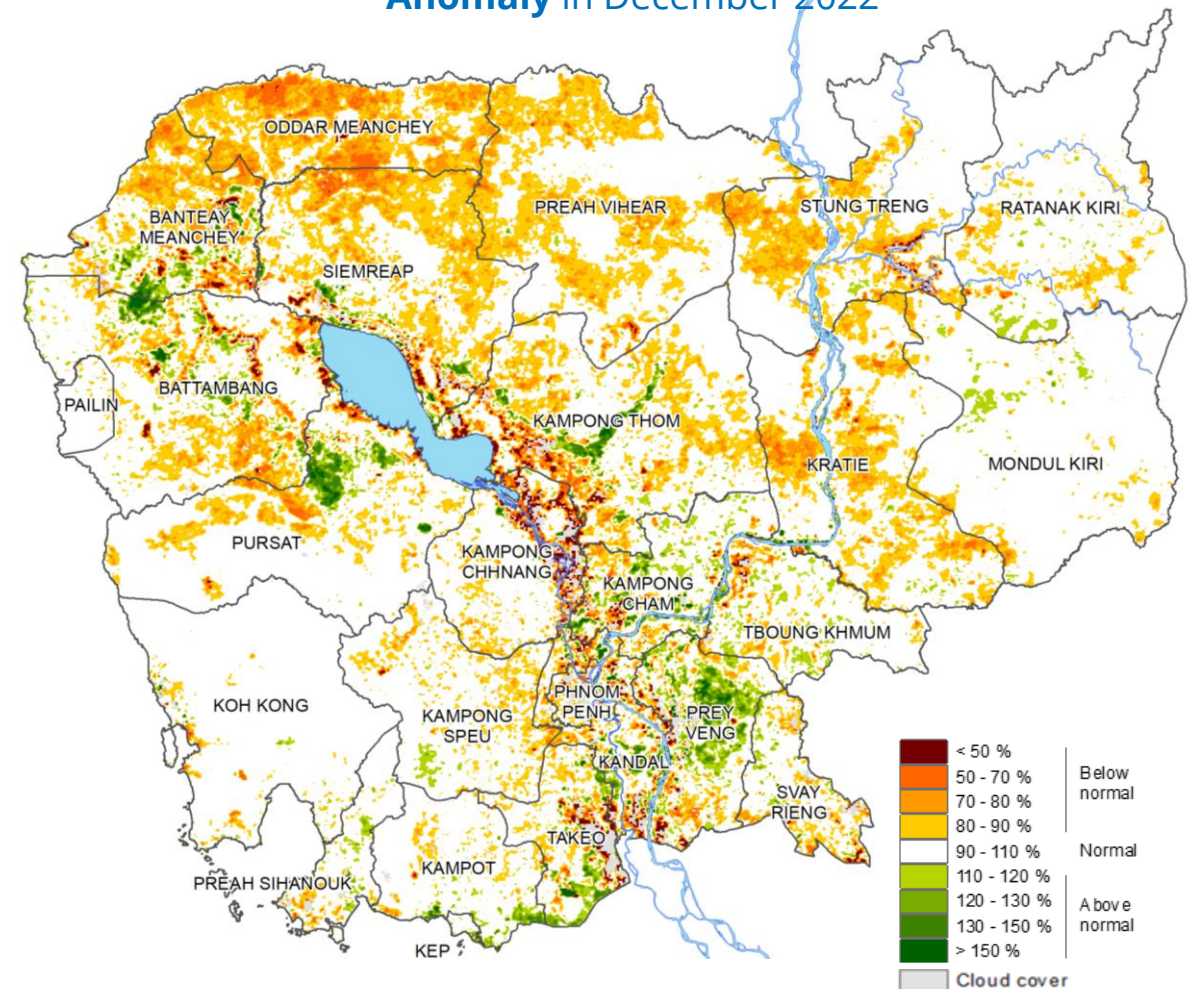 Anomaly in December 2022
ODDAR MEANCHEY
BANTEAY
MEANCHEY
PREAH VIHEAR
STUNG TRENG
RATANAK KIRI
SIEMREAP
BATTAMBANG
PAILIN
KAMPONG THOM
KRATIE
MONDUL KIRI
PURSAT
KAMPONG
CHHNANG
KAMPONG
CHAM
TBOUNG KHMUM
KOH KONG
KAMPONG
SPEU
PHNOM
PENH
PREY
VENG
KANDAL
SVAY
RIENG
TAKEO
KAMPOT
PREAH SIHANOUK
KEP
< 50 %
50 - 70 %
70 - 80 %
80 - 90 %
Below
normal
90 - 110 %
Normal
110 - 120 %
120 - 130 %
130 - 150 %
> 150 %
Above
normal
Cloud cover